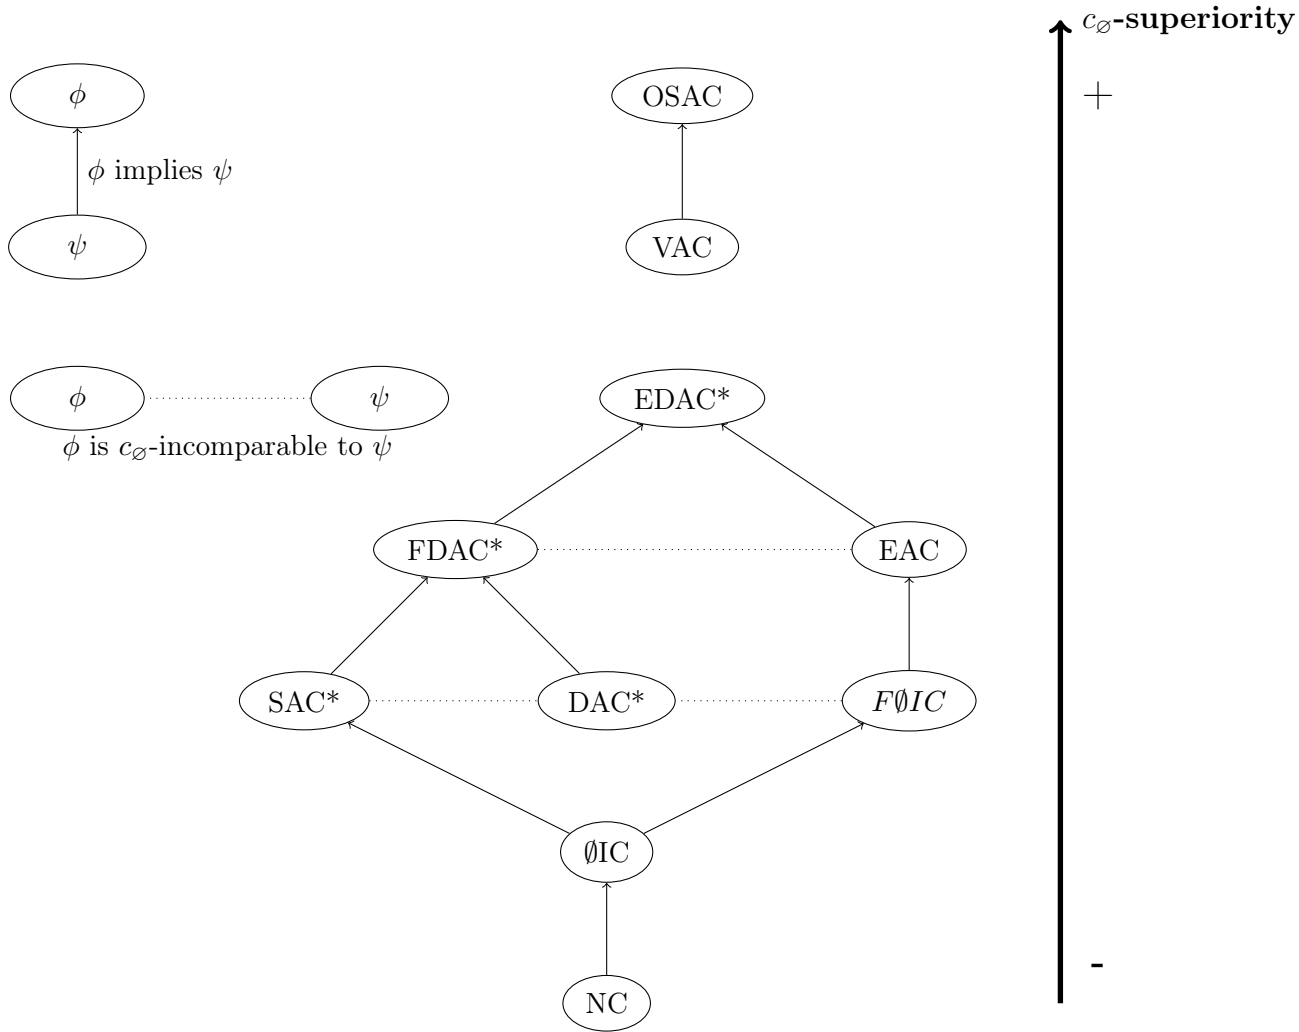 c∅-superiority
ϕ
OSAC
+
ϕ implies ψ
ψ
VAC
ϕ
ψ
EDAC*
ϕ is c∅-incomparable to ψ
FDAC*
EAC
SAC*
DAC*
F∅IC
∅IC
-
NC